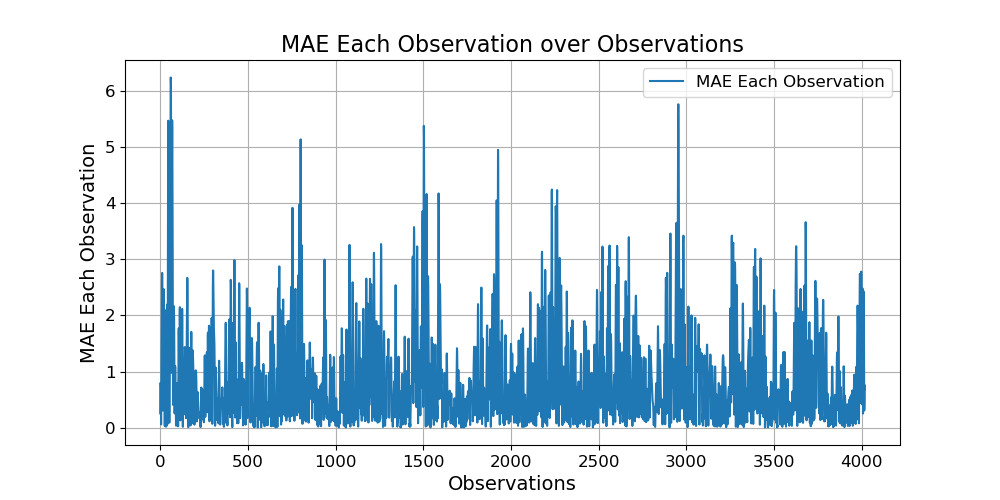 MAE Each Observation over Observations
MAE Each Observation
MAE Each Observation
6
5
4
3
2
1
0
0 500 1000 1500 2000 2500 3000 3500 4000
Observations